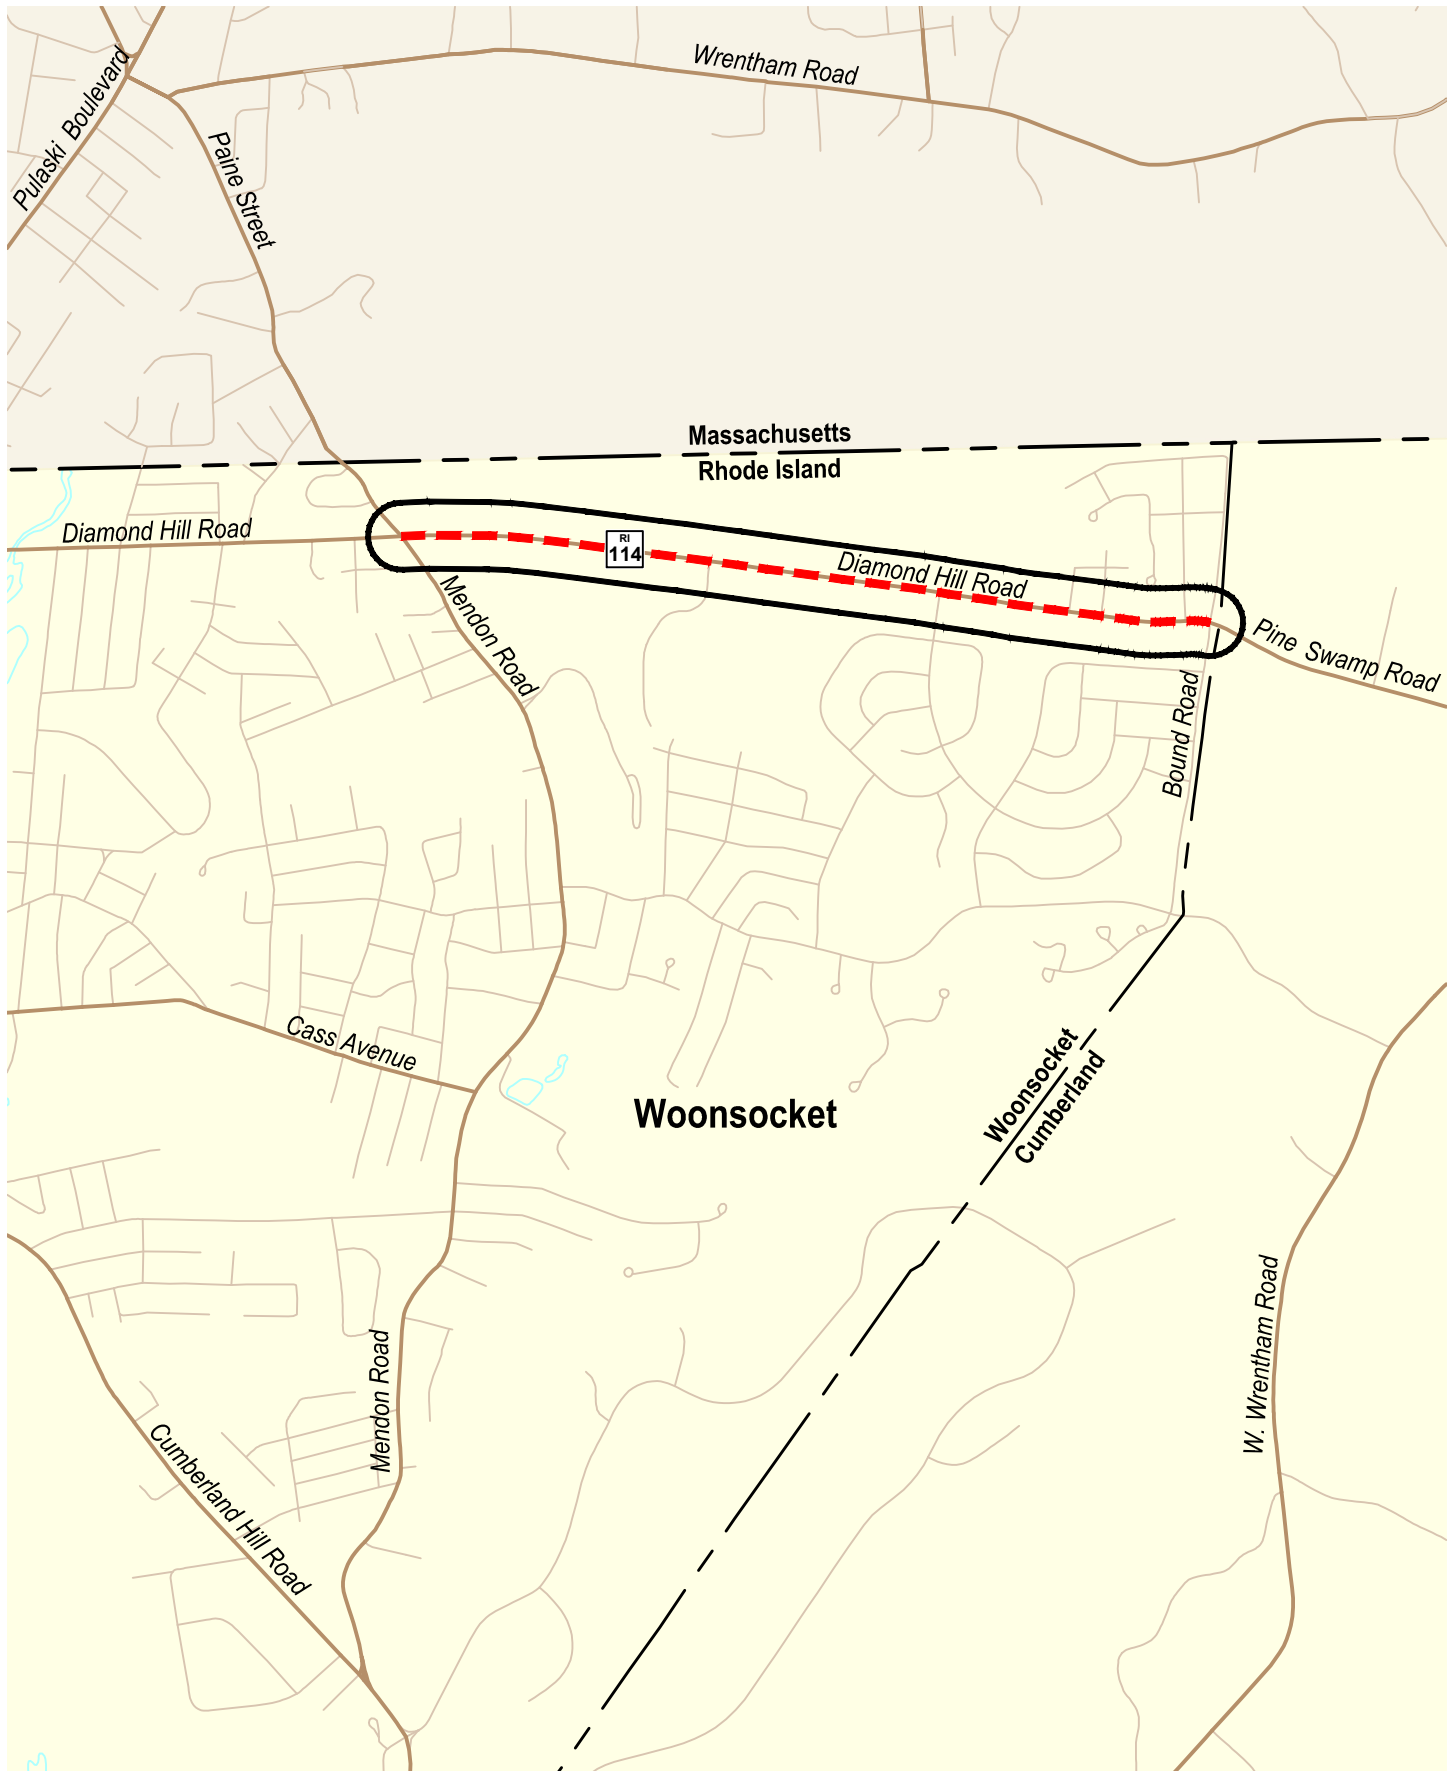 Wrentham Road
Pulaski Boulevard
Paine Street
Massachusetts
Rhode Island
Diamond Hill Road
RI
114
Diamond Hill Road
Mendon Road
Pine Swamp Road
Bound Road
Cass Avenue
Woonsocket
Woonsocket
Cumberland
W. Wrentham Road
Mendon Road
Cumberland Hill Road